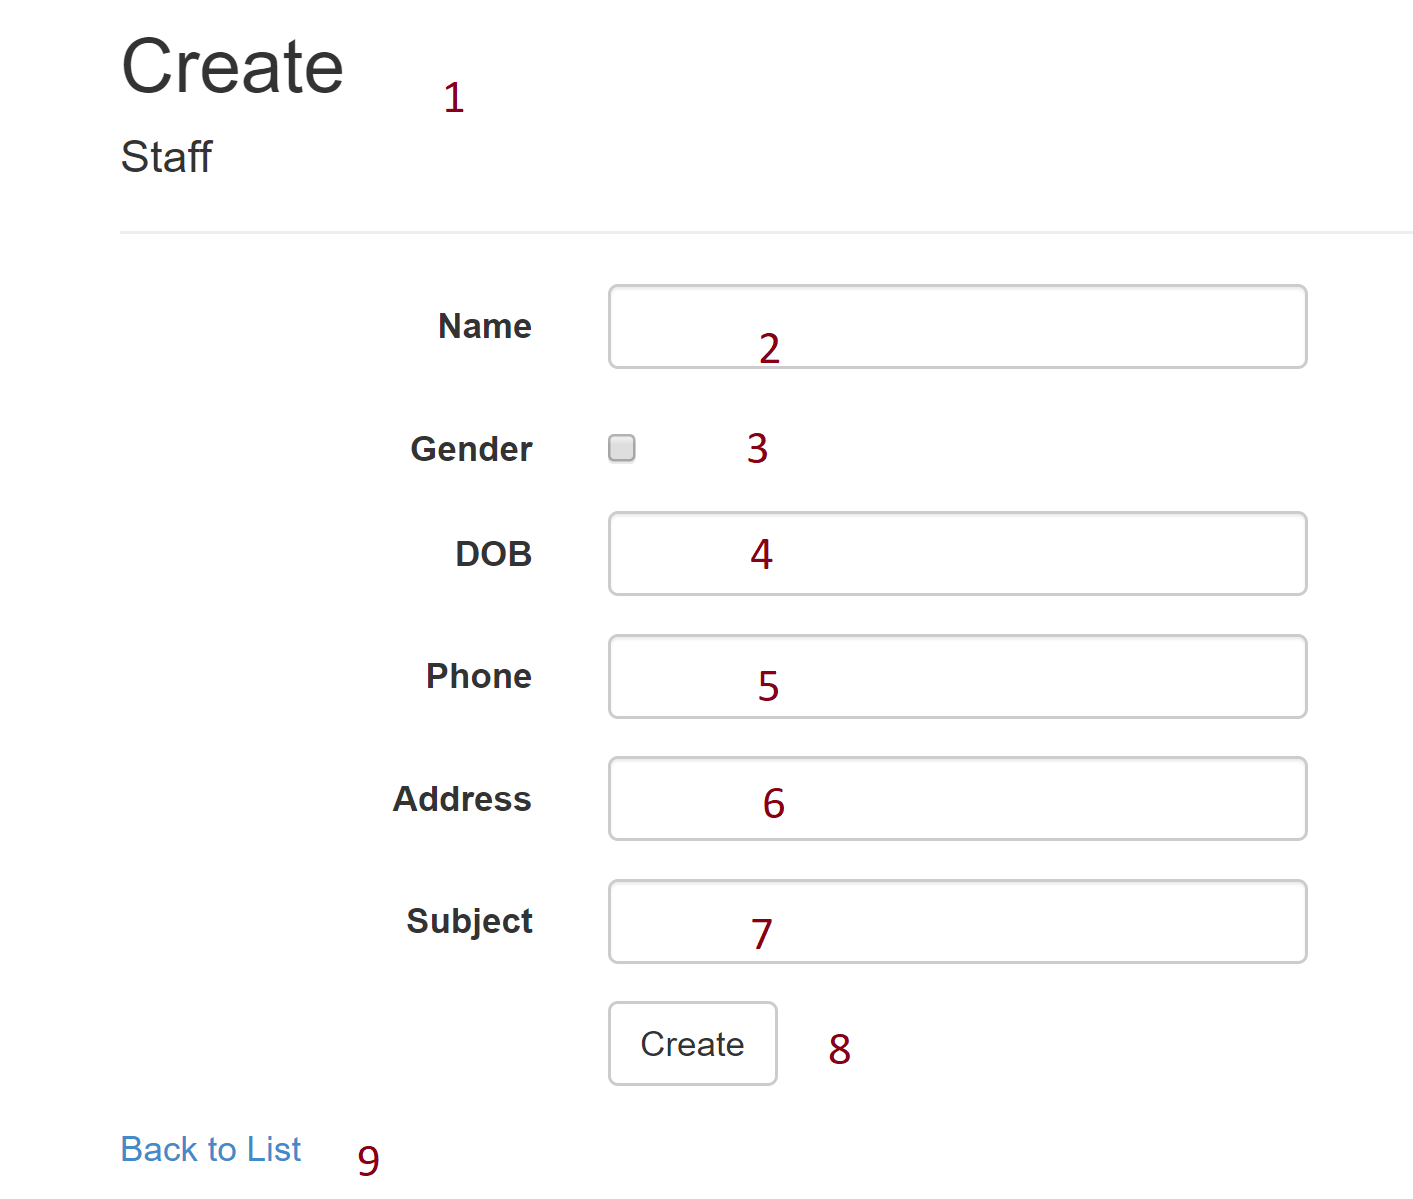 Create
1
Staff
Name
2
Gender
3
DOB
4
Phone
5
Address
6
Subject
7
Create
8
Back to List
9